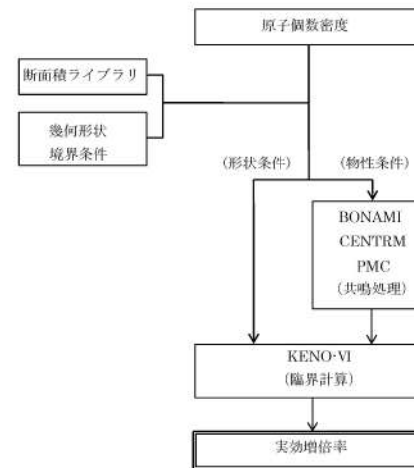 原子個数密度
断面積ライブラリ
幾何形状
境界条件
(形状条件)
(物性条件)
BONAMI
CENTRM
PMC
(共鳴処理)
KENO-VI
(臨界計算)
実効増倍率